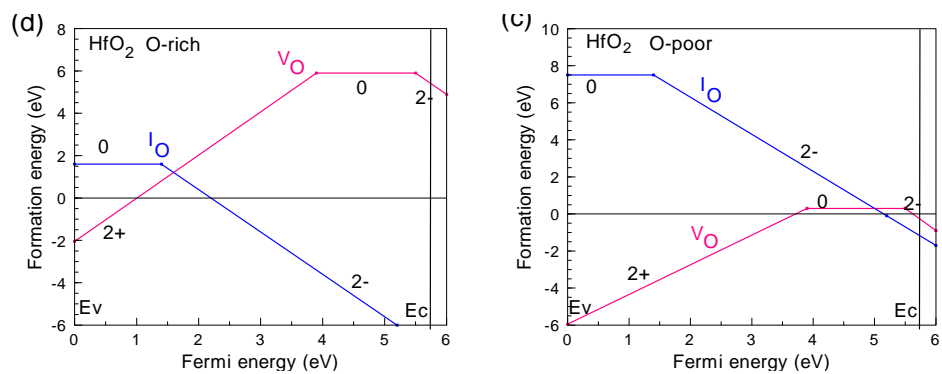 (d)
HfO2 O-rich
VO
0
2-
0
IO
2+
2-
Ev
Ec
8
6
4
2
0
-2
-4
-6
0 1 2 3 4 5 6
Formation energy (eV)
Fermi energy (eV)
(c)
HfO2 O-poor
0
IO
2-
0
2-
VO
2+
Ev
Ec
10
8
6
4
2
0
-2
-4
-6
0 1 2 3 4 5 6
Formation energy (eV)
Fermi energy (eV)